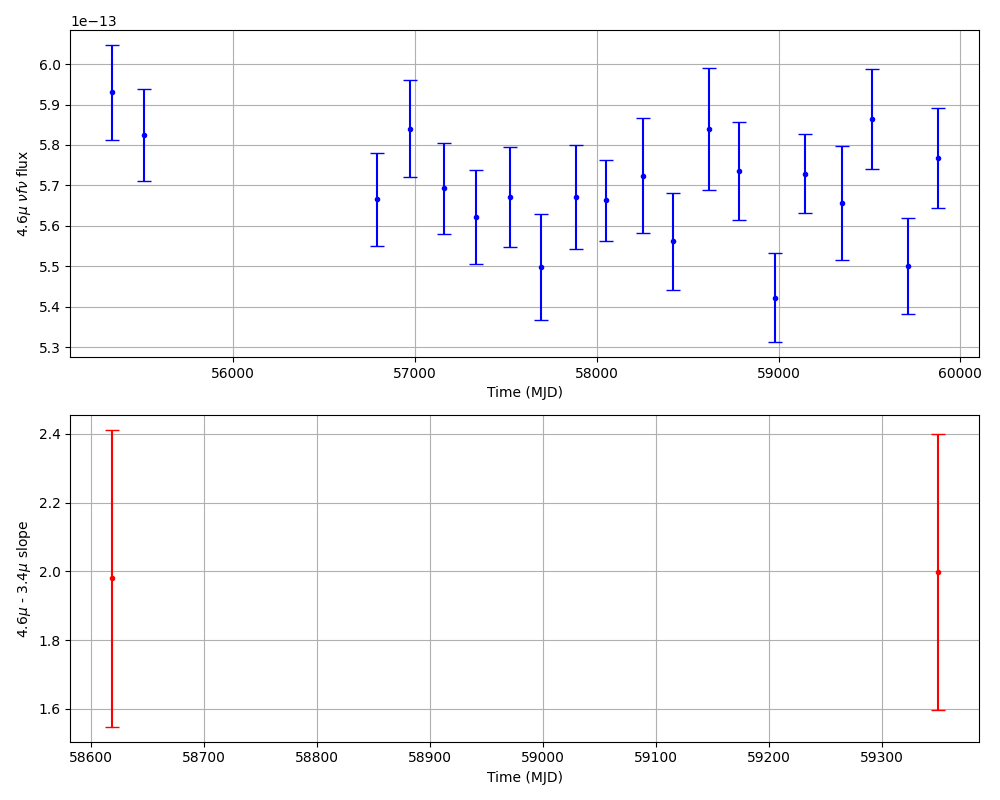 1e−13
6.0
5.9
5.8
5.7
5.6
5.5
5.4
5.3
4.6μ νfν flux
56000 57000 58000 59000 60000
Time (MJD)
2.4
2.2
2.0
1.8
1.6
4.6μ - 3.4μ slope
58600 58700 58800 58900 59000 59100 59200 59300
Time (MJD)